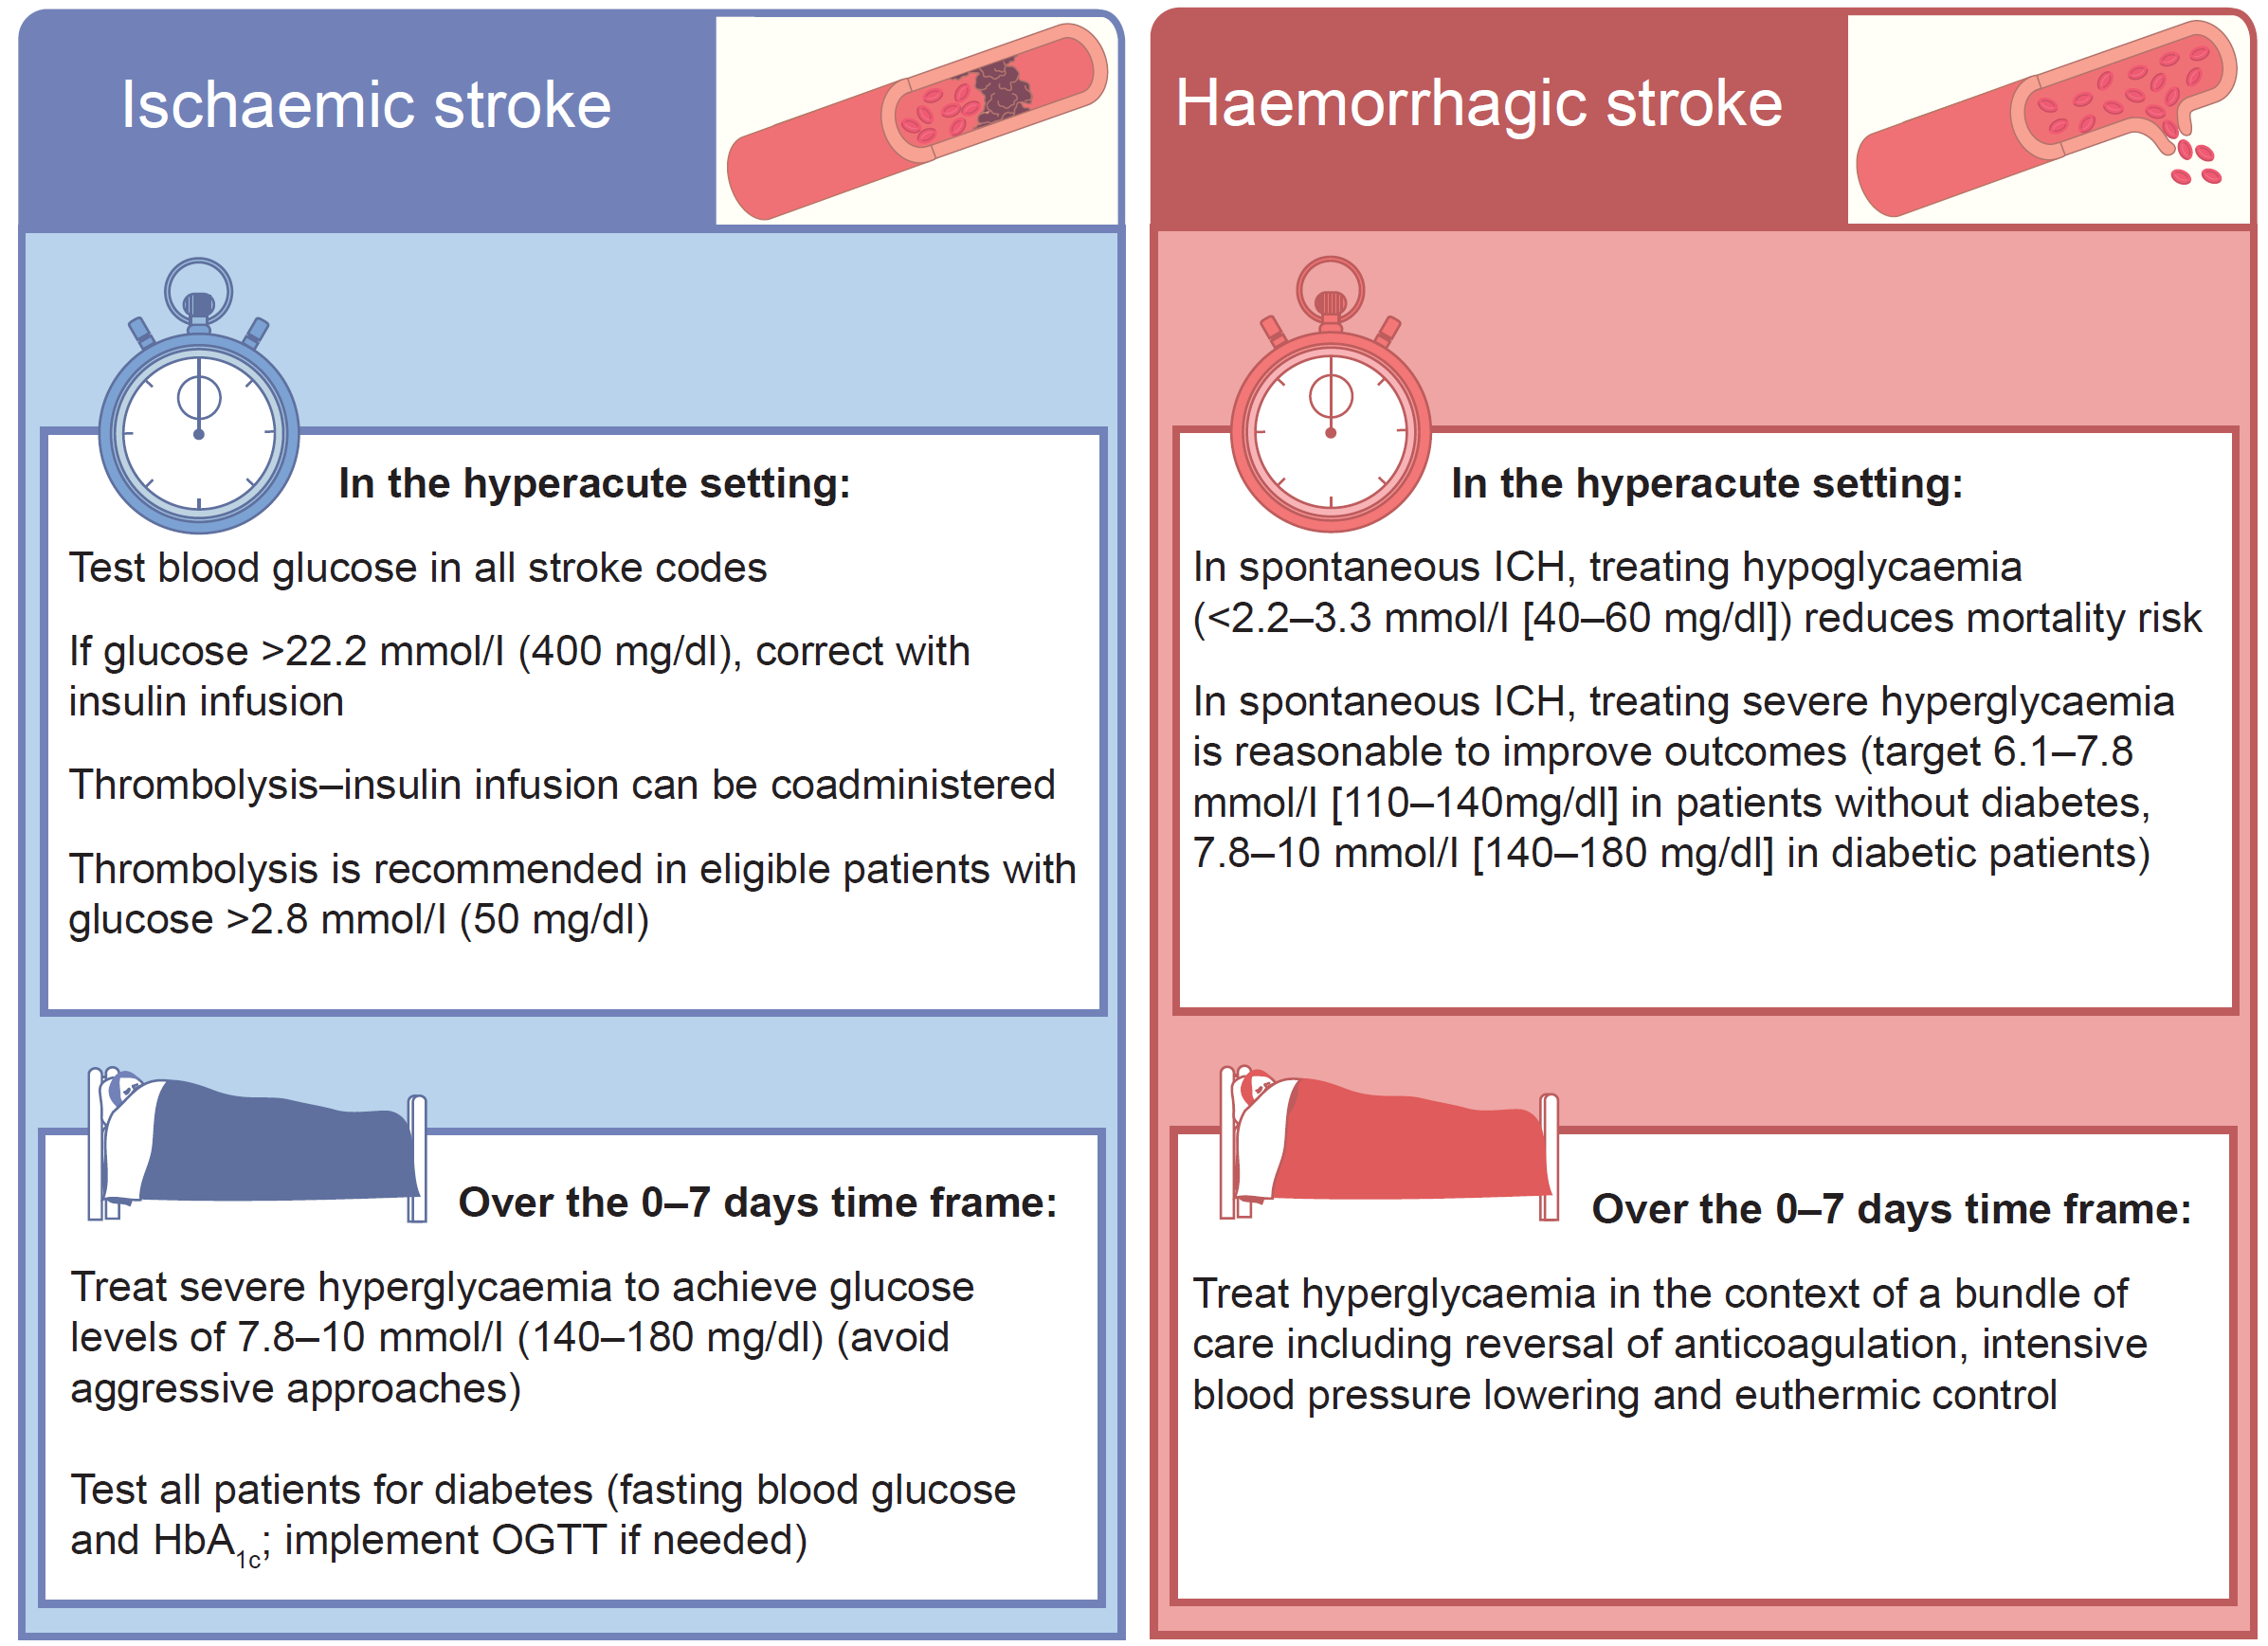 Ischaemic stroke
In the hyperacute setting:
Test blood glucose in all stroke codes
If glucose >22.2 mmol/l (400 mg/dl), correct with
insulin infusion
Thrombolysis–insulin infusion can be coadministered
Thrombolysis is recommended in eligible patients with
glucose >2.8 mmol/l (50 mg/dl)
Over the 0–7 days time frame:
Treat severe hyperglycaemia to achieve glucose
levels of 7.8–10 mmol/l (140–180 mg/dl) (avoid
aggressive approaches)
Test all patients for diabetes (fasting blood glucose
and HbA1c; implement OGTT if needed)
Haemorrhagic stroke
In the hyperacute setting:
In spontaneous ICH, treating hypoglycaemia
(<2.2–3.3 mmol/l [40–60 mg/dl]) reduces mortality risk
In spontaneous ICH, treating severe hyperglycaemia
is reasonable to improve outcomes (target 6.1–7.8
mmol/l [110–140mg/dl] in patients without diabetes,
7.8–10 mmol/l [140–180 mg/dl] in diabetic patients)
Over the 0–7 days time frame:
Treat hyperglycaemia in the context of a bundle of
care including reversal of anticoagulation, intensive
blood pressure lowering and euthermic control